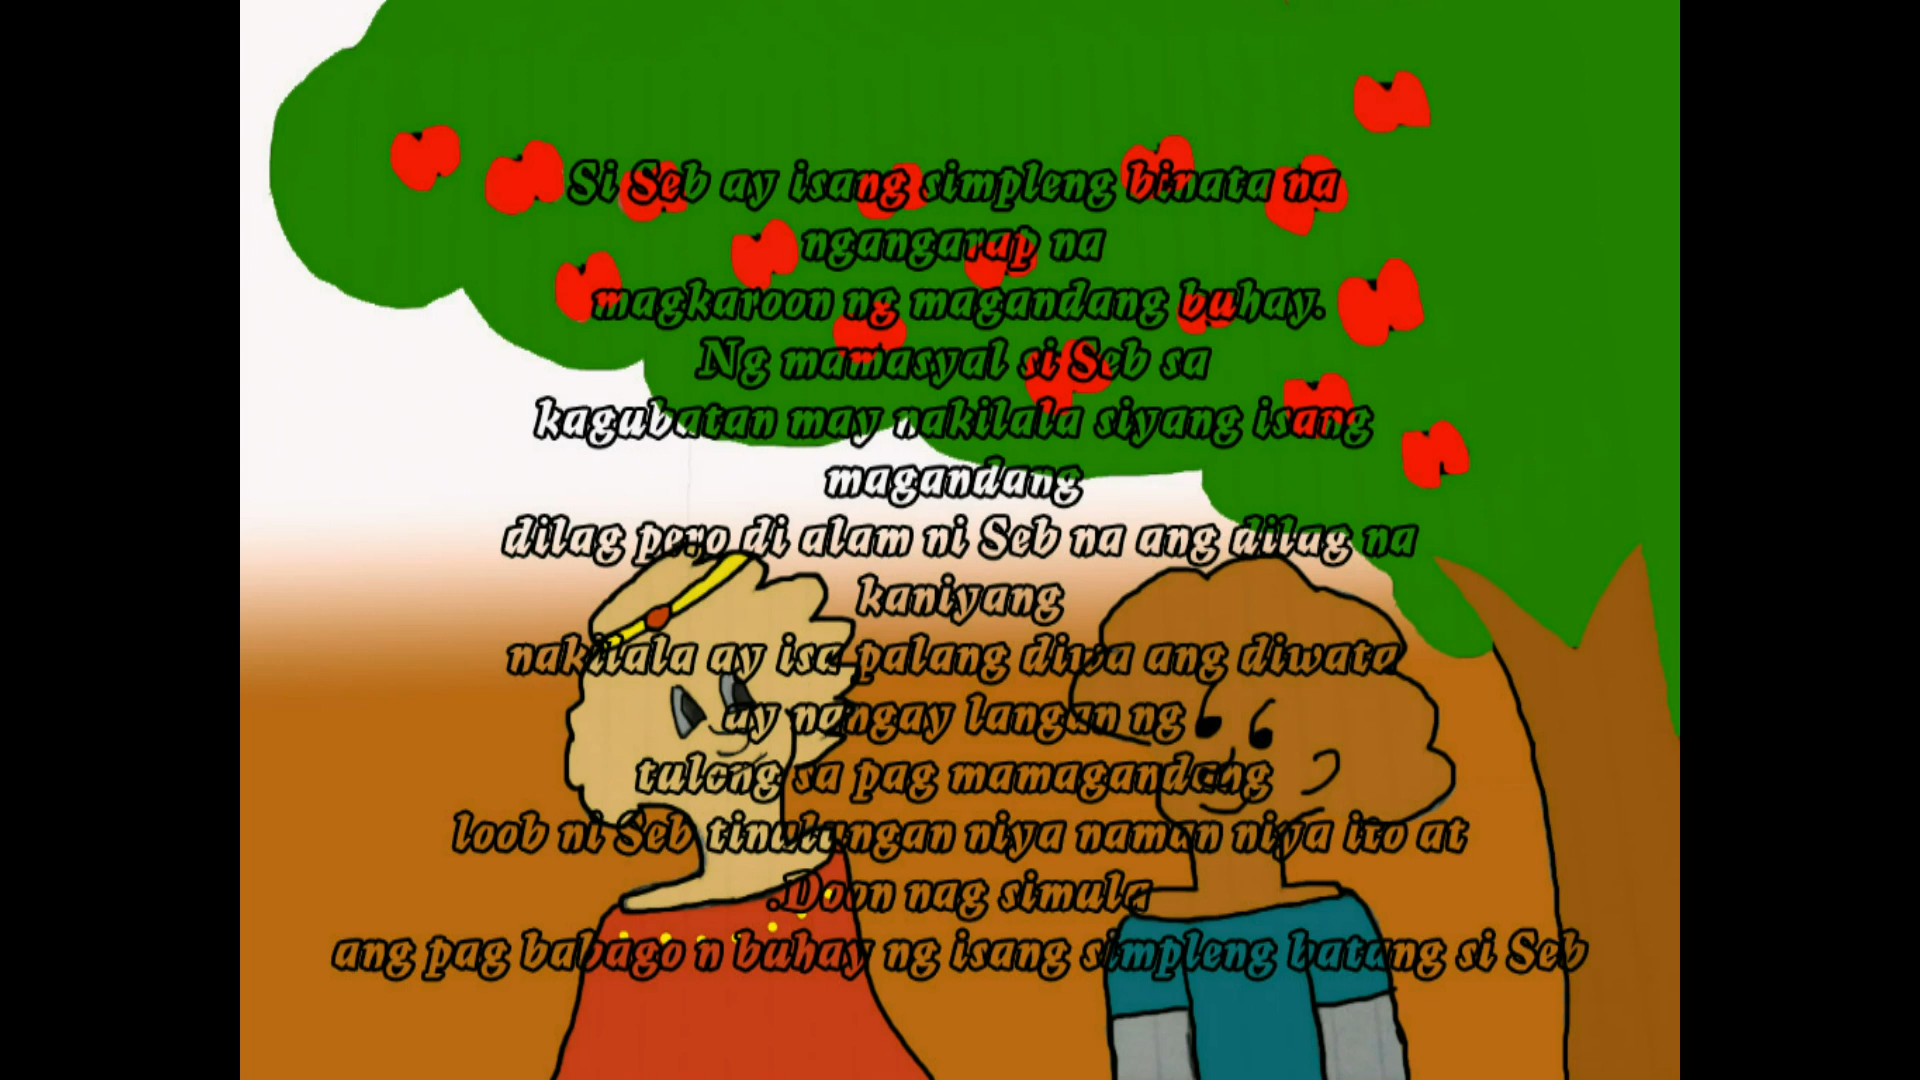 Si Seb ay isang simpleng binata na
ngangarap na
magkaroon ng magandang buhay.
Ng mamasyal si Seb sa
kagubatan may nakilala siyang isang
magandang
dilag pero di alam ni Seb na ang dilag na
kaniyang
nakilala ay isa palang diwa ang diwata
ay nangay langan ng
tulong sa pag mamagandang
loob ni Seb tinulungan niya naman niya ito at
.Doon nag simula
ang pag babago n buhay ng isang simpleng batang si Seb